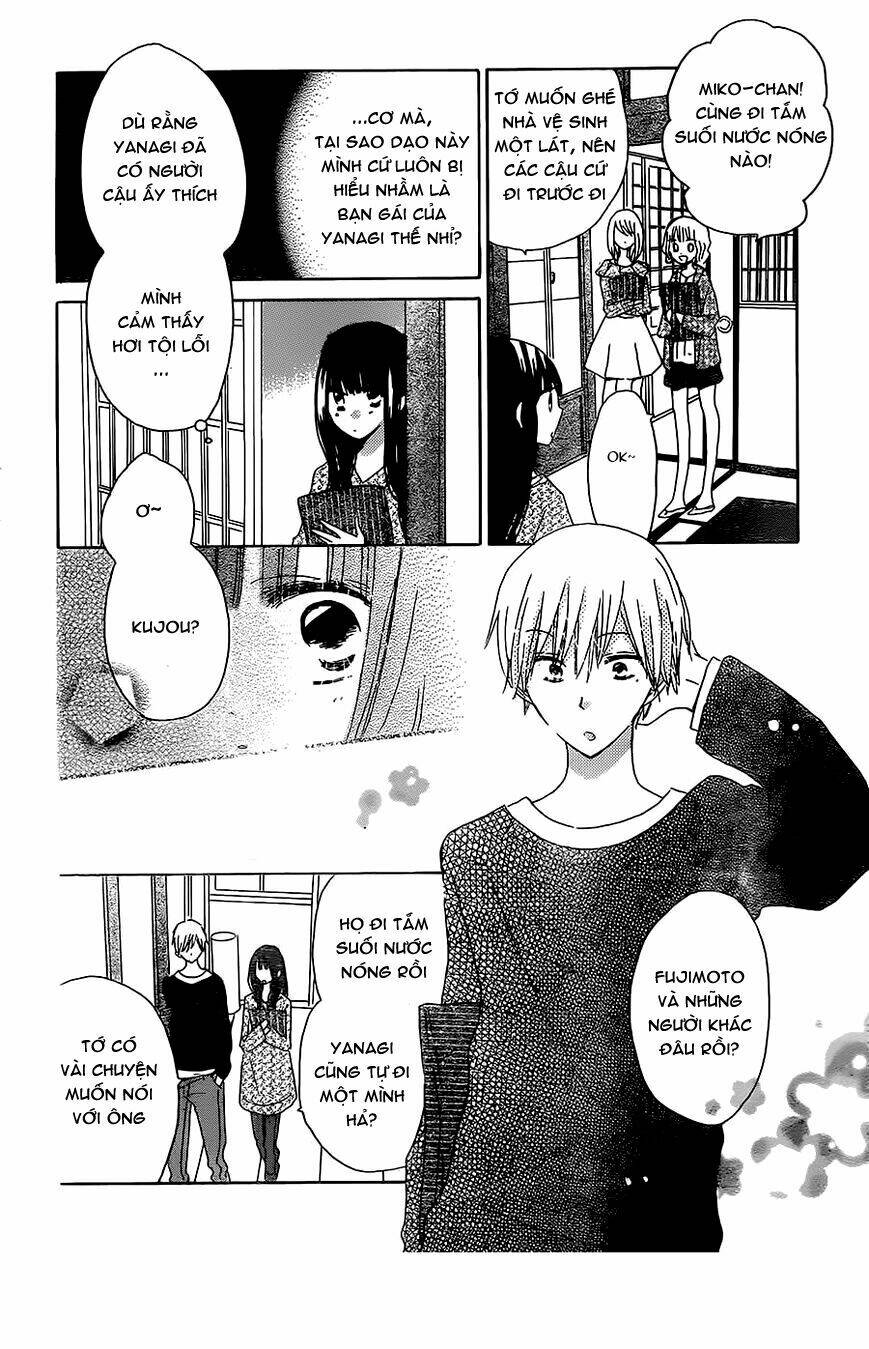 MIKO-CHAN!
CÙNG ĐI TẮM
SUỐI NƯỚC NÓNG
NÀO!
TỚ MUỐN GHÉ
NHÀ VỆ SINH
MỘT LÁT, NÊN
CÁC CẬU CỨ
ĐI TRƯỚC ĐI
OK~
...CƠ MÀ,
TẠI SAO DẠO NÀY
MÌNH CỨ LUÔN BỊ
HIỂU NHẦM LÀ
BẠN GÁI CỦA
YANAGI THẾ NHỈ?
DÙ RẰNG
YANAGI ĐÃ
CÓ NGƯỜI
CẬU ẤY THÍCH
MÌNH
CẢM THẤY
HƠI TỘI LỖI
...
Ơ~
KUJOU?
FUJIMOTO
VÀ NHỮNG
NGƯỜI KHÁC
ĐÂU RỒI?
HỌ ĐI TẮM
SUỐI NƯỚC
NÓNG RỒI
YANAGI
CŨNG TỰ ĐI
MỘT MÌNH
HẢ?
TỚ CÓ
VÀI CHUYỆN
MUỐN NÓI
VỚI ÔNG